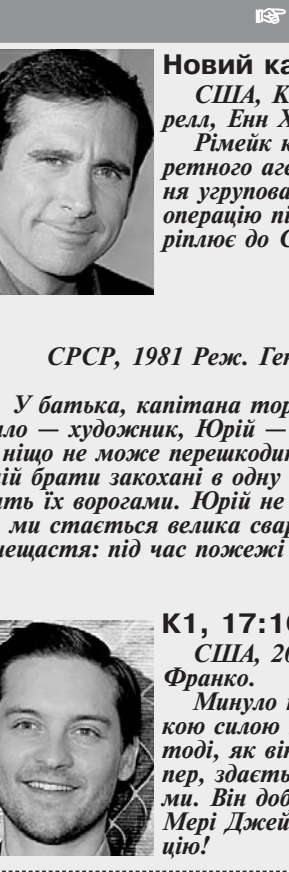 Новий ка
США, К
релл, Енн Х
Рімейк к
ретного аге
ня угрупова
операцію пі
ріплює до С
СРСР, 1981 Реж. Ген
У батька, капітана тор
ло — художник, Юрій —
ніщо не може перешкоди
ій брати закохані в одну
ть їх ворогами. Юрій не
ми стається велика свар
нещастя: під час пожежі
К1, 17:10
США, 20
Франко.
Минуло
кою силою
тоді, як він
пер, здаєть
ми. Він доб
Мері Джей
цію!